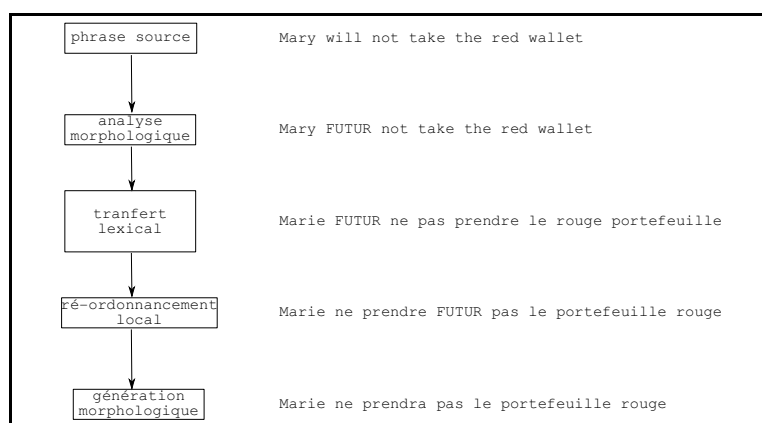 phrase source
Mary will not take the red wallet
analyse
morphologique
Mary FUTUR not take the red wallet
tranfert
lexical
Marie FUTUR ne pas prendre le rouge portefeuille
ré-ordonnancement
local
Marie ne prendre FUTUR pas le portefeuille rouge
génération
morphologique
Marie ne prendra pas le portefeuille rouge